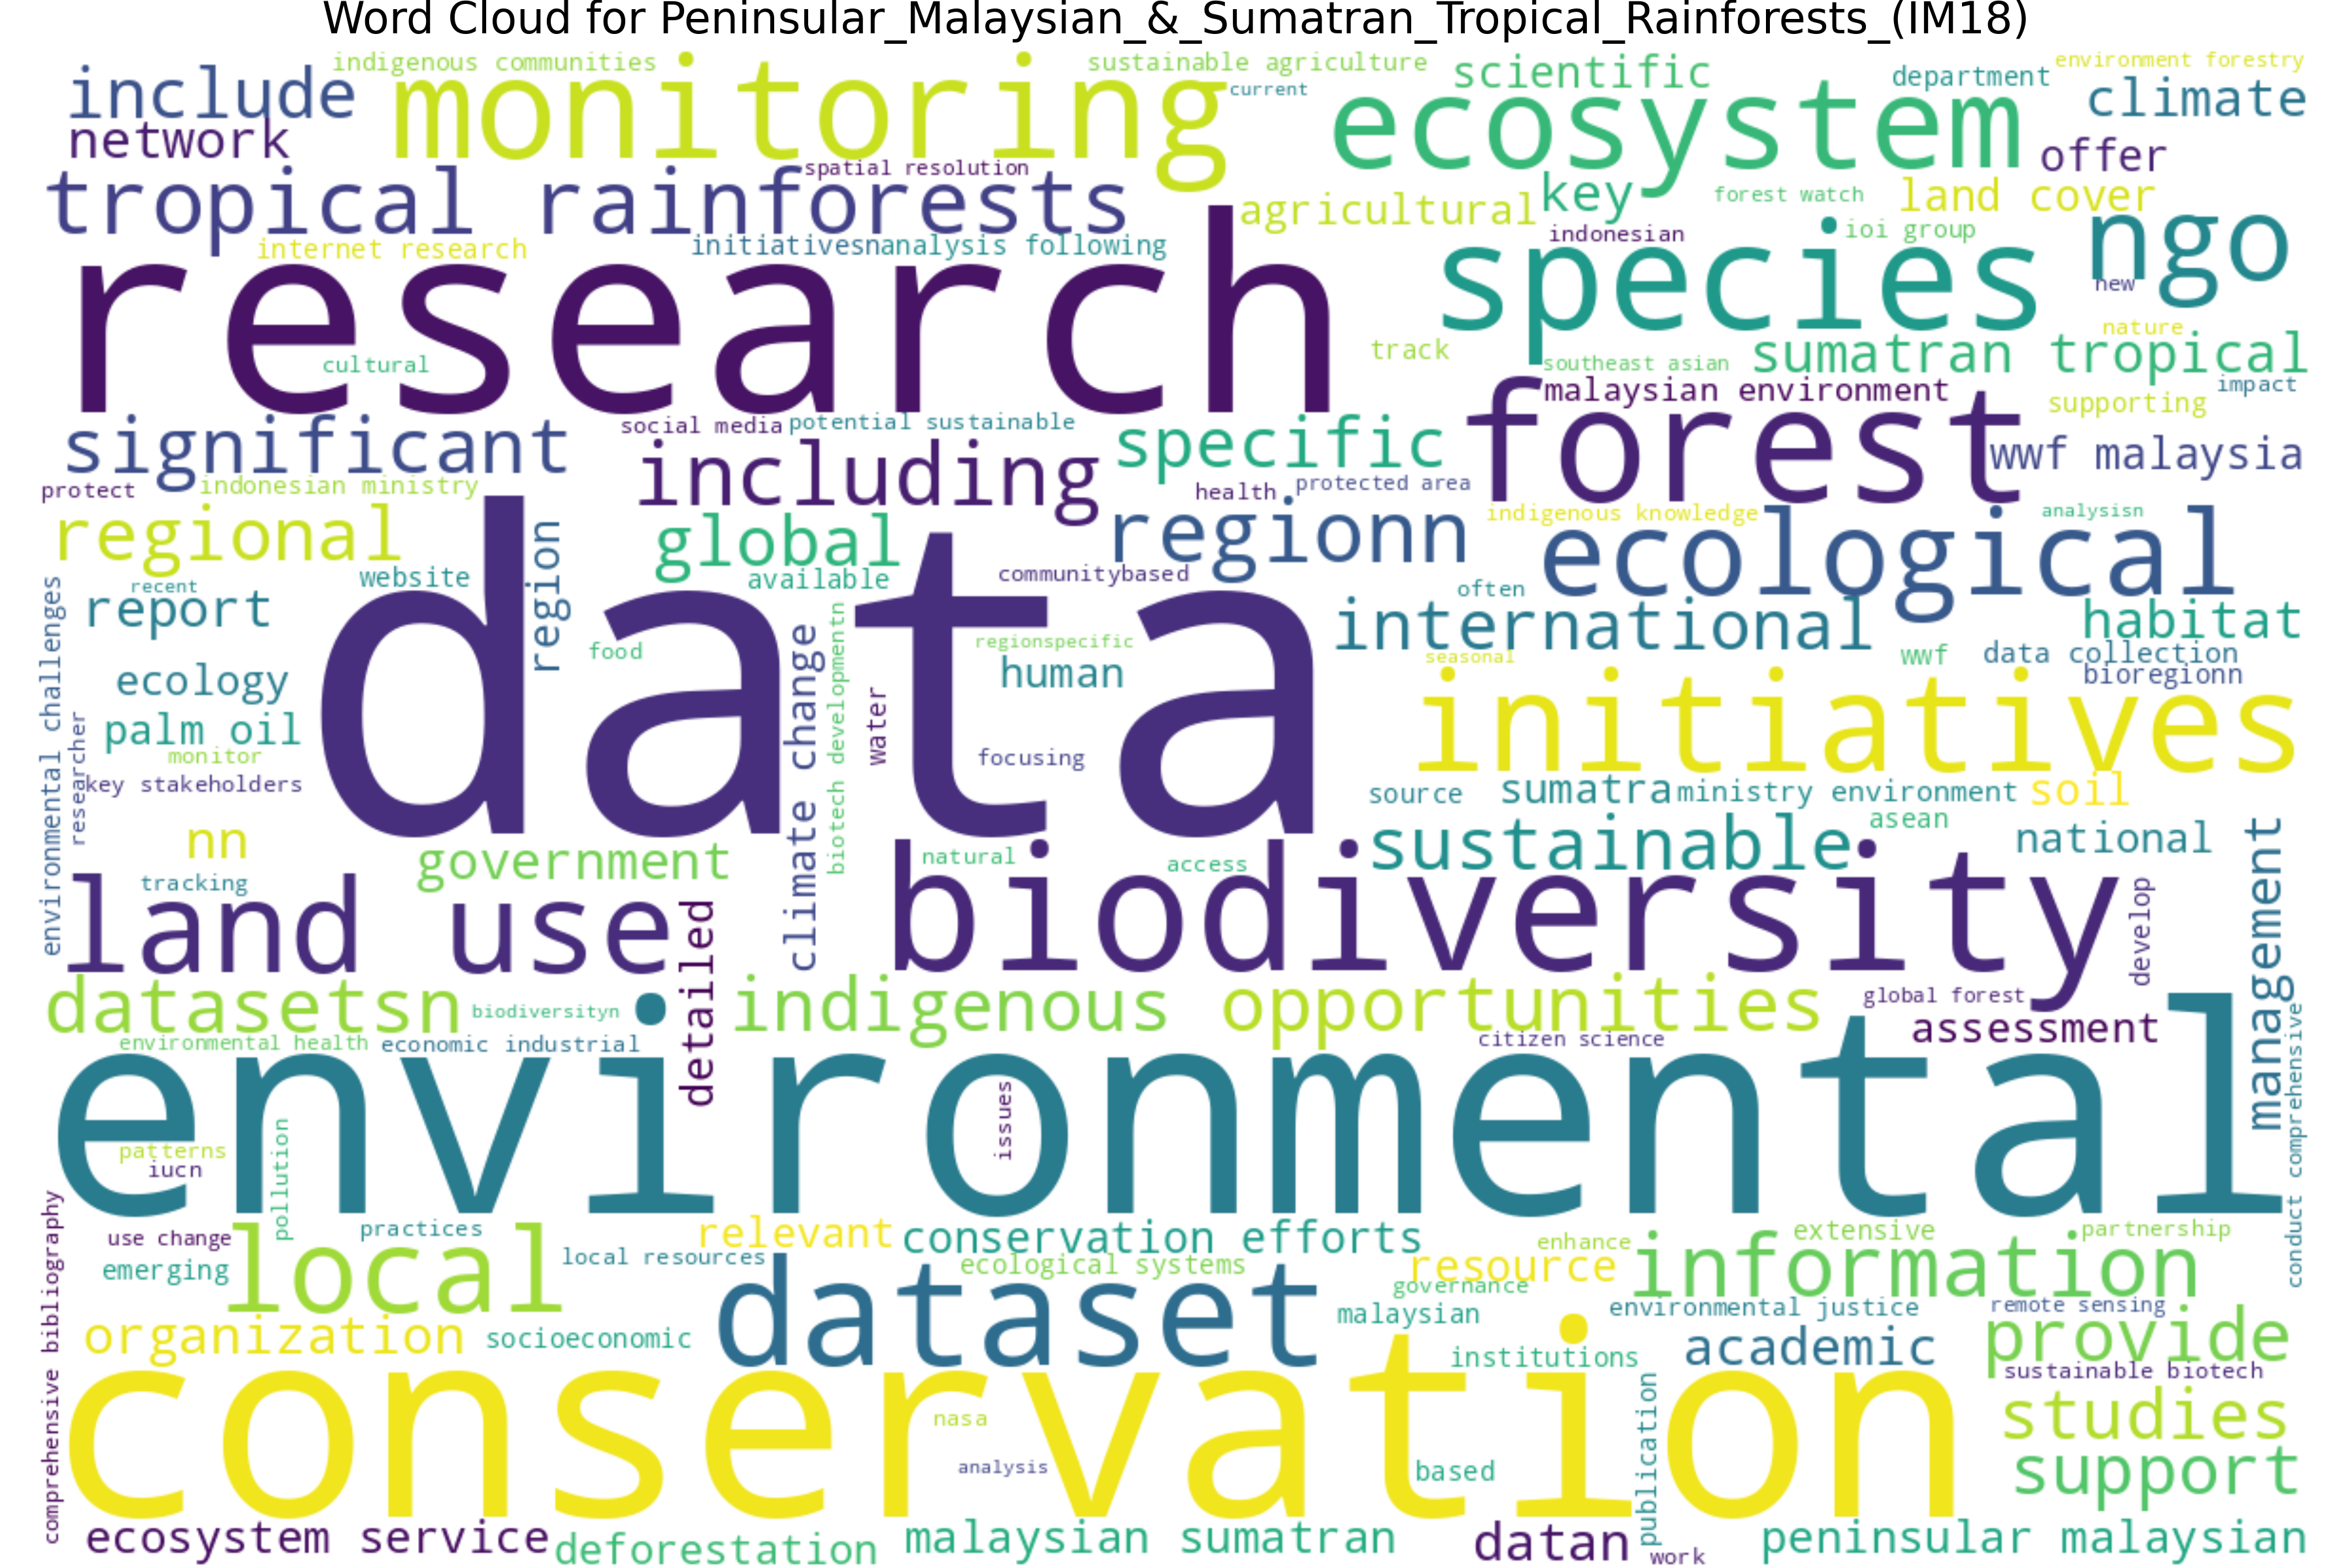 Word Cloud for Peninsular_Malaysian_&_Sumatran_Tropical_Rainforests_(IM18)
indigenous communities
sustainable agriculture
environment forestry
include
monitoring
current
scientific
department
climate
network
ecosystem
offer
spatial resolution
tropical rainforests
agricultural
key
forest watch
land cover
internet research
initiativesnanalysis following
indonesian
ioi group
ngo
new
research
species
nature
cultural
track
southeast asian
sumatran tropical
malaysian environment
impact
supporting
significant
social media
potential sustainable
including
specific
forest
wwf malaysia
protect
indonesian ministry
health
protected area
regional
region
global
regionn
indigenous knowledge
ecological
analysisn
recent
website
available
communitybased
often
report
data
food
regionspecific
international
habitat
environmental challenges
ecology
climate change
biotech developmentn
human
seasonal
wwf
data collection
bioregionn
palm oil
water
initiatives
researcher
monitor
focusing
key stakeholders
source
sumatra
ministry environment
soil
nn
government
natural
access
sustainable
asean
national
tracking
land use
detailed
biodiversity
develop
management
datasetsn
biodiversityn
indigenous
opportunities
global forest
assessment
environmental health
economic industrial
citizen science
environmental
issues
conduct comprehensive
patterns
iucn
pollution
use change
practices
relevant
conservation efforts
extensive
partnership
emerging
local
local resources
ecological systems
resource
enhance
information
comprehensive bibliography
governance
organization
socioeconomic
dataset
malaysian
environmental justice
remote sensing
institutions
academic
provide
sustainable biotech
conservation
nasa
analysis
based
publication
studies
support
ecosystem service
deforestation
malaysian sumatran
datan
work
peninsular malaysian